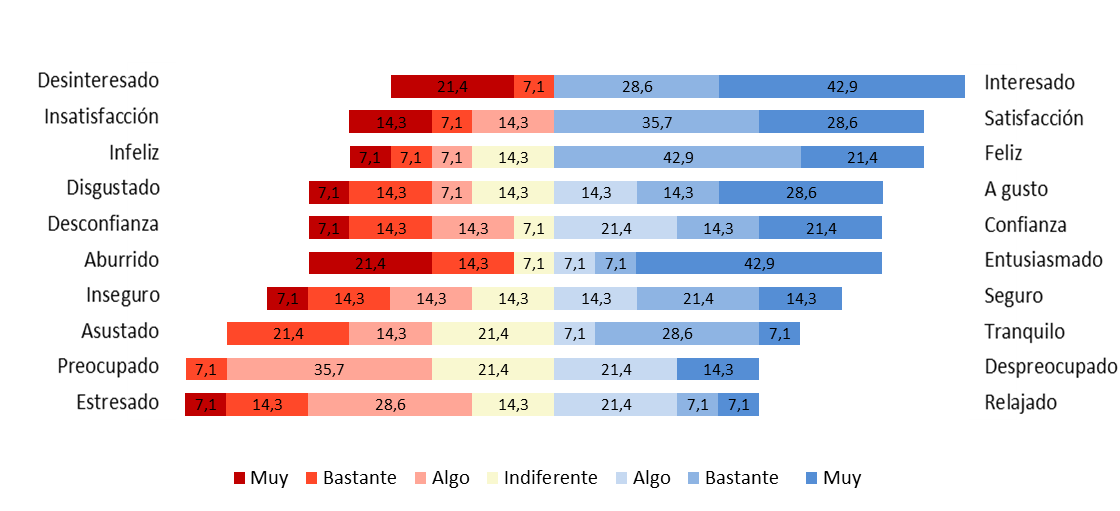 Desinteresado 21,4 7,1 28,6 42,9 Interesado
Insatisfacción 14,3 7,1 14,3 35,7 28,6 Satisfacción
Infeliz 7,1 7,1 7,1 14,3 42,9 21,4 Feliz
Disgustado 7,1 14,3 7,1 14,3 14,3 14,3 28,6 A gusto
Desconfianza 7,1 14,3 14,3 7,1 21,4 14,3 21,4 Confianza
Aburrido 21,4 14,3 7,1 7,1 7,1 42,9 Entusiasmado
Inseguro 7,1 14,3 14,3 14,3 14,3 21,4 14,3 Seguro
Asustado 21,4 14,3 21,4 7,1 28,6 7,1 Tranquilo
Preocupado 7,1 35,7 21,4 21,4 14,3 Despreocupado
Estresado 7,1 14,3 28,6 14,3 21,4 7,1 7,1 Relajado
Muy Bastante Algo Indiferente Algo Bastante Muy